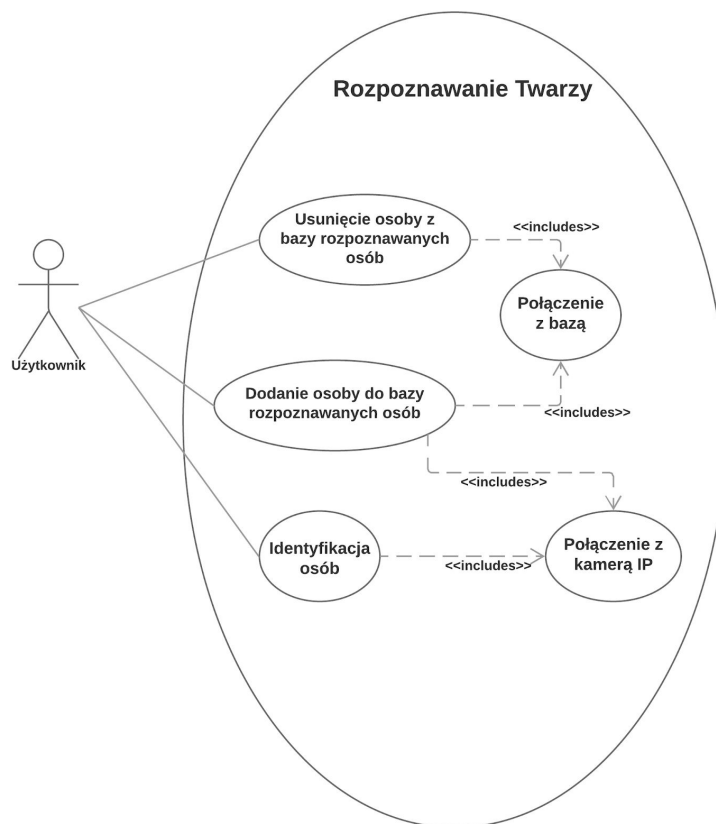 Rozpoznawanie Twarzy
Usunięcie osoby z
bazy rozpoznawanych
osób
<<includes>>
Połączenie
z bazą
Użytkownik
Dodanie osoby do bazy
rozpoznawanych osób
<<includes>>
<<includes>>
Identyfikacja
osób
<<includes>>
Połączenie z
kamerą IP